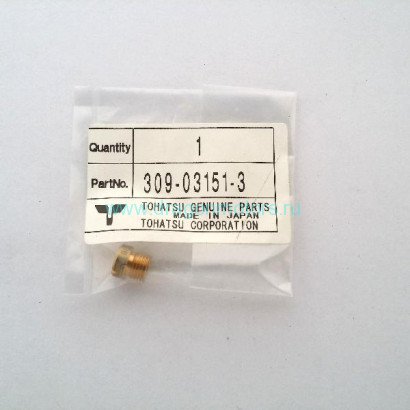 Quantity 1
PartNo. 309-03151-3
TOHATSU GENUINE PARTS
MADE IN JAPAN
TOHATSU CORPORATION